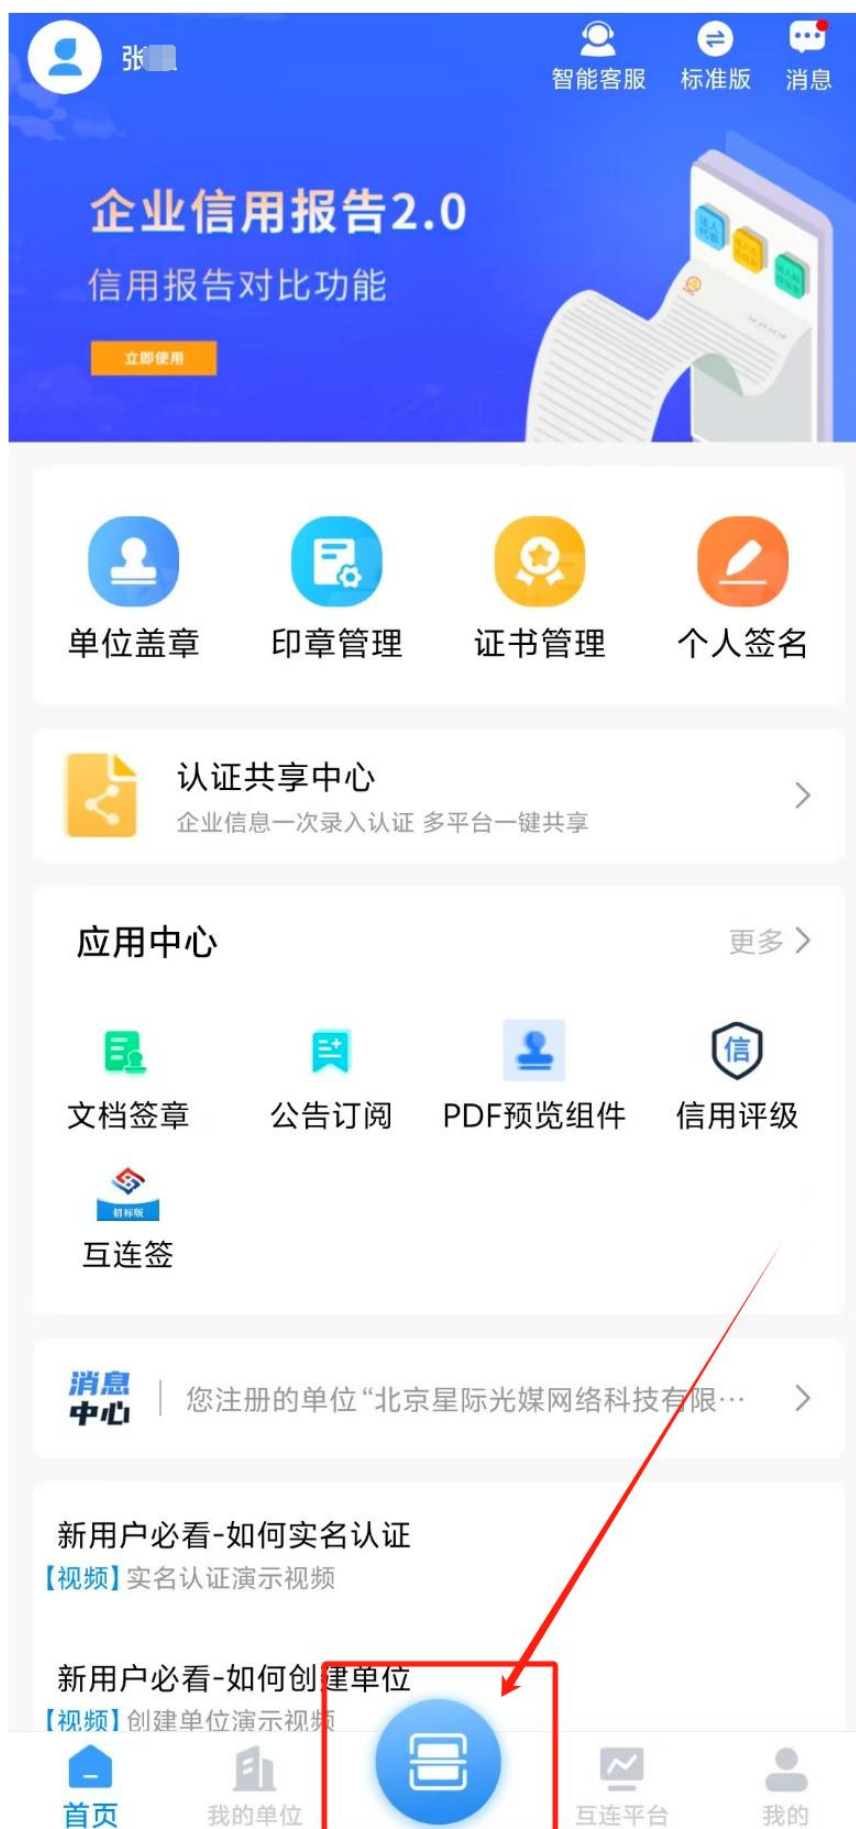 张
智能客服 标准版 消息
企业信用报告2.0
信用报告对比功能
立即使用
单位盖章 印章管理 证书管理 个人签名
认证共享中心
企业信息一次录入认证 多平台一键共享
应用中心 更多
信
文档签章 公告订阅 PDF预览组件 信用评级
招标版
互连签
消息
中心
您注册的单位“北京星际光媒网络科技有限…
新用户必看-如何实名认证
【视频】实名认证演示视频
新用户必看-如何创建单位
【视频】创建单位演示视频
首页 我的单位 互连平台 我的